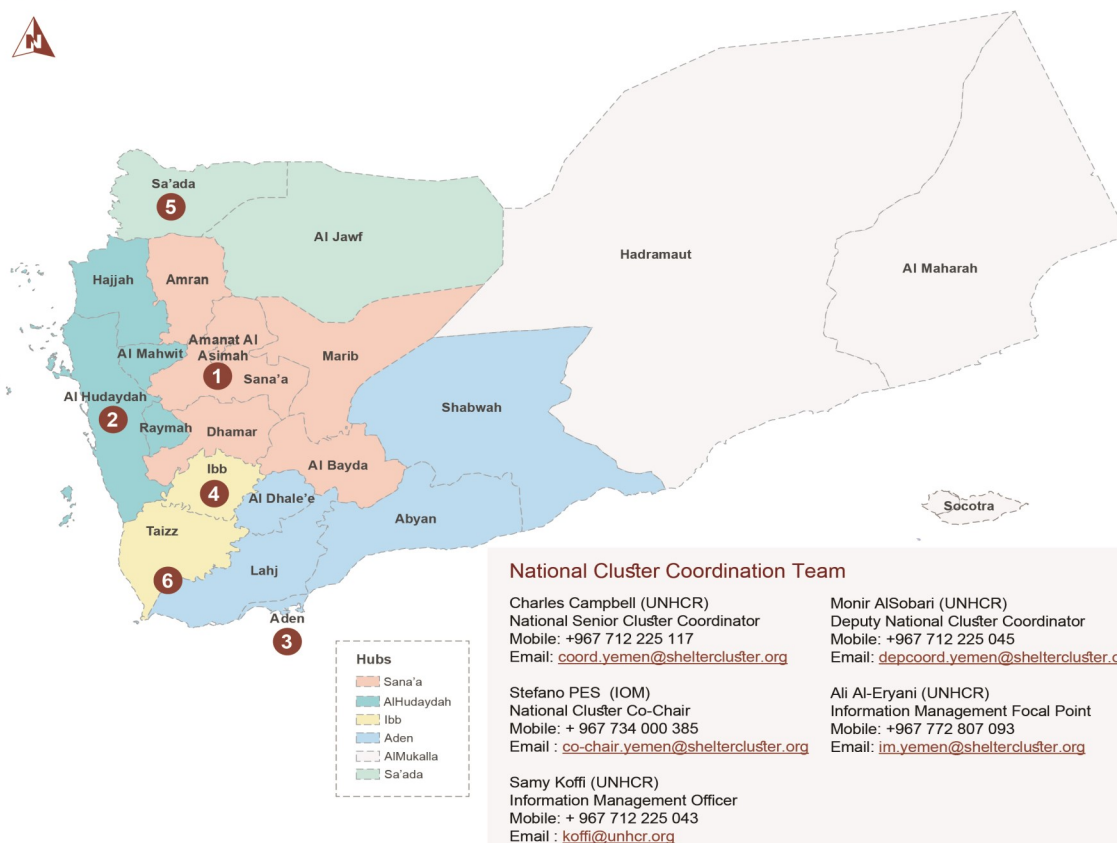 N
Sa'ada
5
Al Jawf
Hadramaut
Al Maharah
Hajjah
Amran
Amanat Al
Asimah
Al Mahwit
Marib
1
Sana'a
Al Hudaydah
2
Raymah
Dhamar
Shabwah
Ibb
4
Al Bayda
Al Dhale'e
Abyan
Socotra
Taizz
Lahj
6
Aden
3
Hubs
Sana'a
AlHudaydah
Ibb
Aden
AlMukalla
Sa'ada
National Cluster Coordination Team
Charles Campbell (UNHCR)
National Senior Cluster Coordinator
Mobile: +967 712 225 117
Email: coord.yemen@sheltercluster.org
Monir AlSobari (UNHCR)
Deputy National Cluster Coordinator
Mobile: +967 712 225 045
Email: depcoord.yemen@sheltercluster.o
Stefano PES (IOM)
National Cluster Co-Chair
Mobile: + 967 734 000 385
Email : co-chair.yemen@sheltercluster.org
Ali Al-Eryani (UNHCR)
Information Management Focal Point
Mobile: +967 772 807 093
Email: im.yemen@sheltercluster.org
Samy Koffi (UNHCR)
Information Management Officer
Mobile: + 967 712 225 043
Email : koffi@unhcr.org